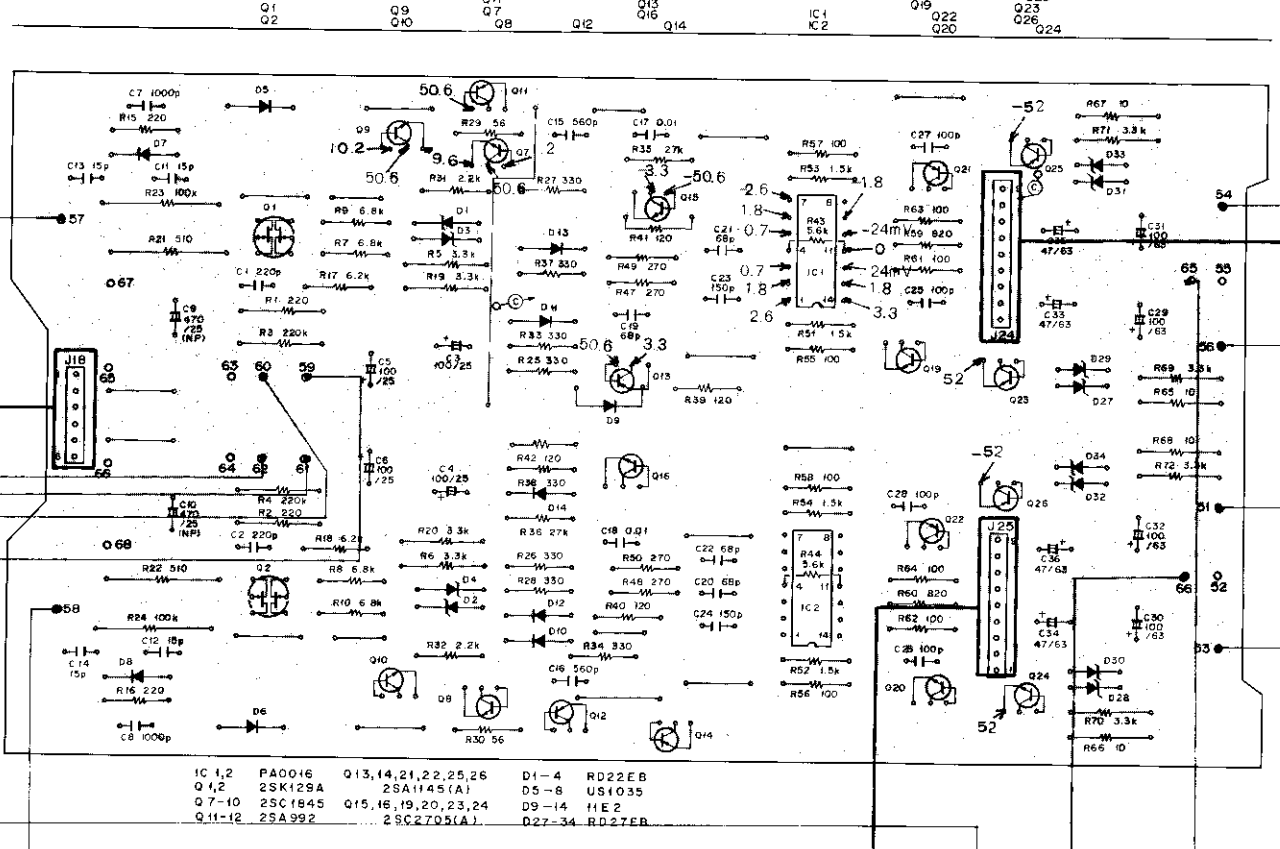 Q1 Q9 Q7 Q13 IC1 Q19 Q23
Q2 Q10 Q8 Q12 Q16 Q14 IC2 Q22 Q26
Q20 Q24
C7 1000p D5 50.6 Q11 -52 R67 10
R15 220 Q9 R29 56 C15 560p C17 0.01 C27 100p R71 3.3k
D7 10.2 9.6 Q7 .2 R35 27k R57 100 Q21 Q25 D33
C13 15p C11 15p 50.6 R31 2.2k 50.6 R27 330 -3.3 -50.6 R53 1.5k D31
R23 100k Q15 -2.6 7 8 -1.8 C 54
Q1 R9 6.8k D1 1.8 R43 5.6k R63 100
57 R7 6.8k D3 D13 R41 120 0.7 -24mV R59 820 C35 47/63 C31 100/63
R21 510 R5 3.3k R37 330 R49 270 C21 68p 4 11 0 R61 100
67 C1 220p R17 6.2k R19 3.3k R47 270 C23 150p 0.7 IC1 24mV C25 100p 65 55
R1 220 C D11 C19 68p 1.8 1.8
C9 470/25 (NP) R3 220k R33 330 2.6 1 14 3.3 C33 47/63 C29 100/63
R51 1.5k
J18 63 60 59 C5 100/25 C3 100/25 R25 330 50.6 3.3 R55 100 J24 56
65 Q13 Q19 52 Q23 D29 R69 3.3k
D9 R39 120 D27 R65 10
66 64 62 61 C6 100/25 C4 100/25 R42 120 Q16 -52 D34 R68 10
R4 220k R38 330 R58 100 Q26 D32 R72 3.3k
C10 470/25 (NP) R2 220 D14 R54 1.5k C28 100p 51
68 C2 220p R18 6.2k R20 3.3k R36 27k C18 0.01 7 8 Q22 J25 C32 100/63
R6 3.3k R26 330 R50 270 C22 68p R44 5.6k C36 47/63
R22 510 Q2 R8 6.8k D4 R28 330 R48 270 C20 68p 4 11 R64 100 66 52
58 R10 6.8k D2 D12 R40 120 C24 150p IC2 R60 820
R24 100k D10 1 14 R62 100 C34 47/63 C30 100/63
C14 15p C12 15p R32 2.2k R34 330 53
D8 Q10 C16 560p R52 1.5k C26 100p D30
R16 220 Q8 R56 100 Q20 Q24 D28
C8 1000p D6 Q12 Q14 52 R70 3.3k
R30 56 R66 10
IC 1,2 PA0016 Q13,14,21,22,25,26 D1-4 RD22EB
Q 1,2 2SK129A 2SA1145(A) D5-8 US1035
Q 7-10 2SC1845 Q15,16,19,20,23,24 D9-14 11E2
Q11-12 2SA992 2SC2705(A) D27-34 RD27EB